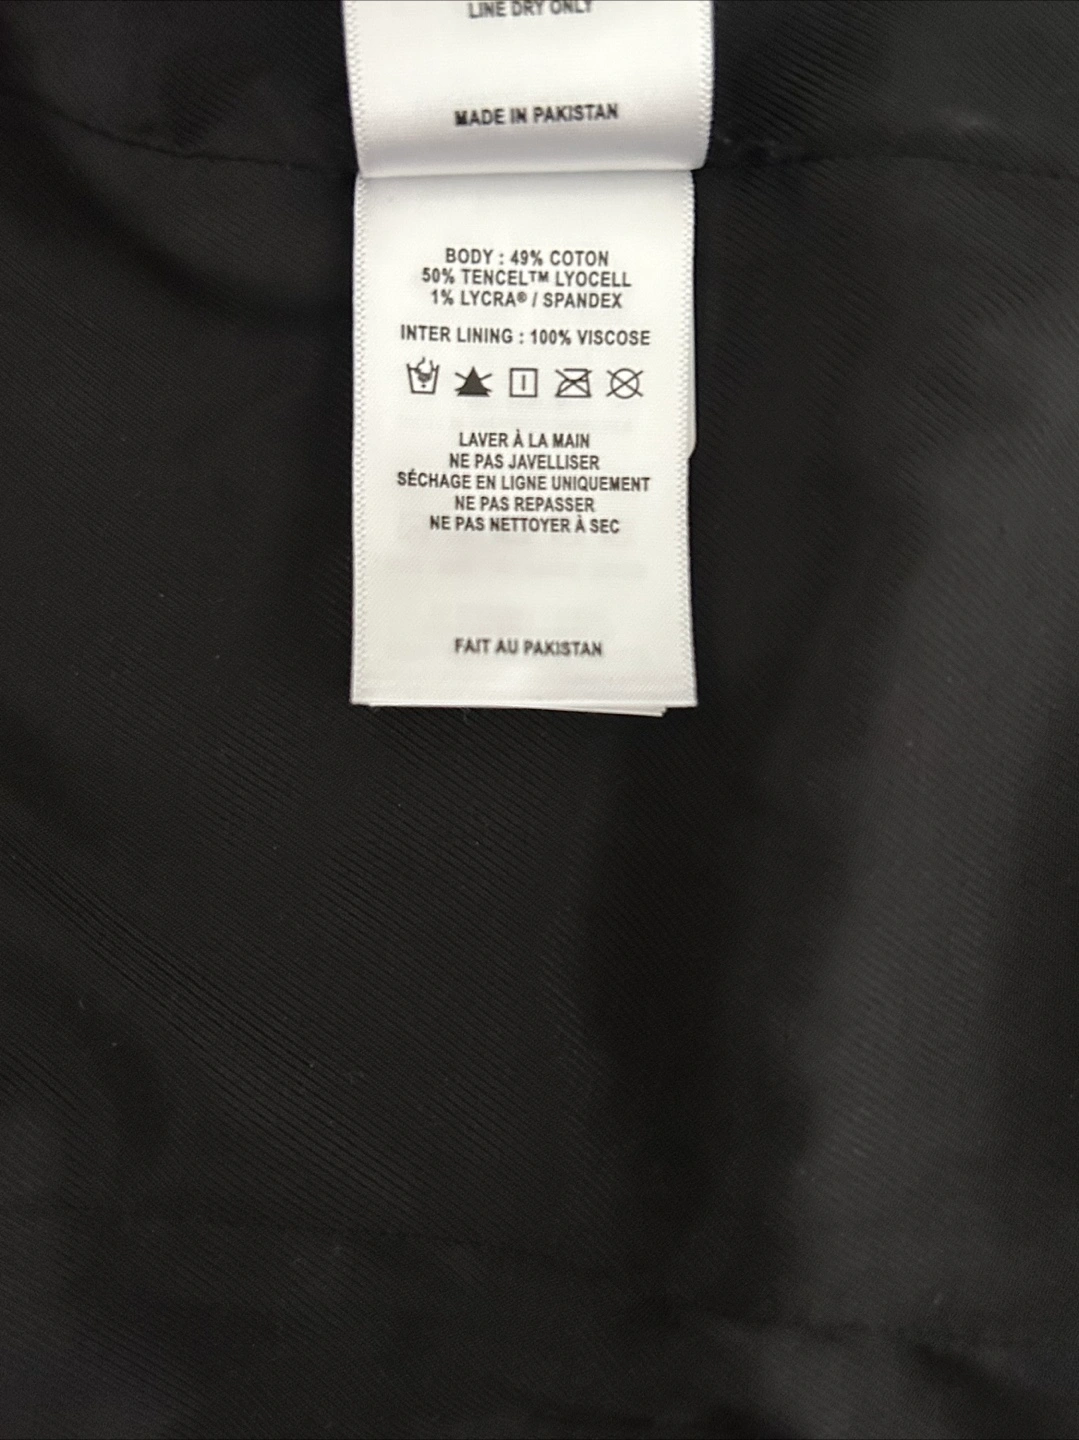 LINE DRY ONLY
MADE IN PAKISTAN
BODY : 49% COTON
50% TENCEL™ LYOCELL
1% LYCRA® / SPANDEX
INTER LINING : 100% VISCOSE
LAVER À LA MAIN
NE PAS JAVELLISER
SÉCHAGE EN LIGNE UNIQUEMENT
NE PAS REPASSER
NE PAS NETTOYER À SEC
FAIT AU PAKISTAN